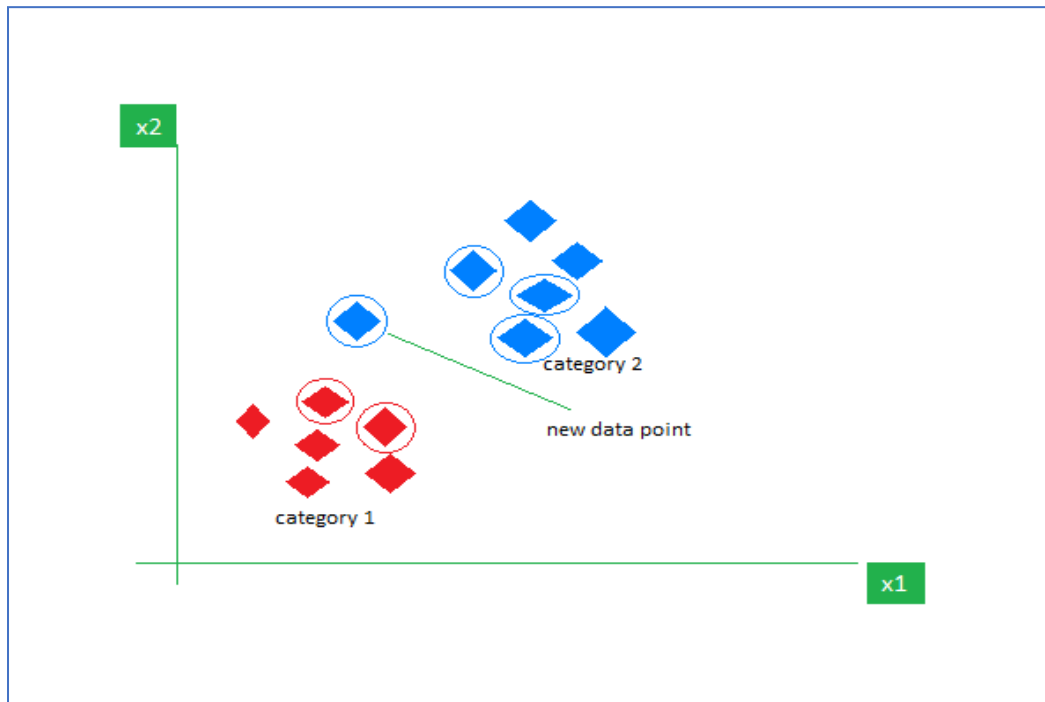 x2
category 2
new data point
category 1
x1